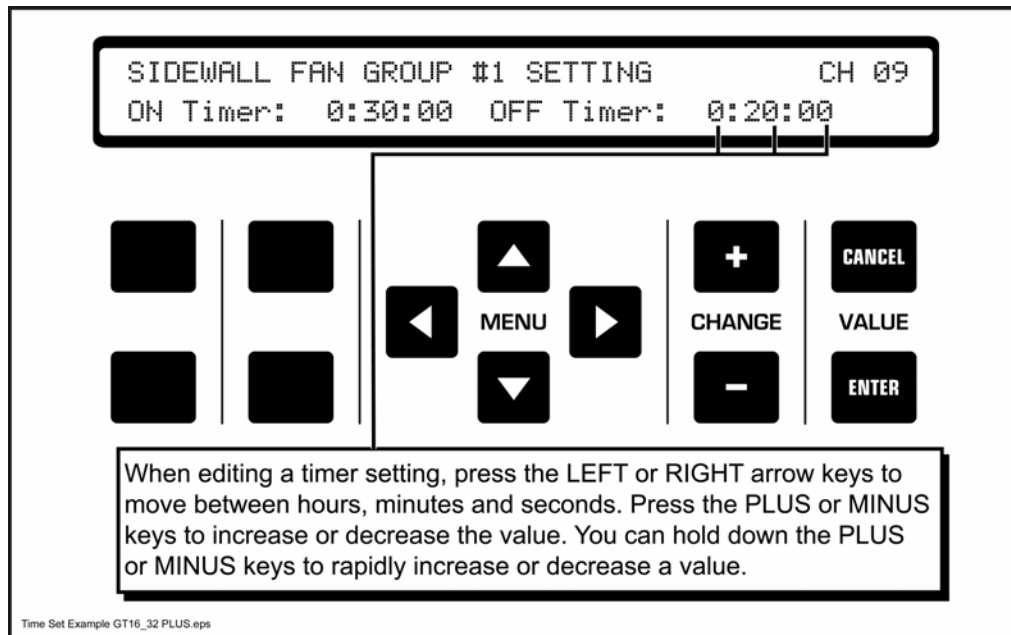 SIDEWALL FAN GROUP #1 SETTING CH 09
ON Timer: 0:30:00 OFF Timer: 0:20:00
+ CANCEL
MENU CHANGE VALUE
- ENTER
When editing a timer setting, press the LEFT or RIGHT arrow keys to
move between hours, minutes and seconds. Press the PLUS or MINUS
keys to increase or decrease the value. You can hold down the PLUS
or MINUS keys to rapidly increase or decrease a value.
Time Set Example GT16_32 PLUS.eps